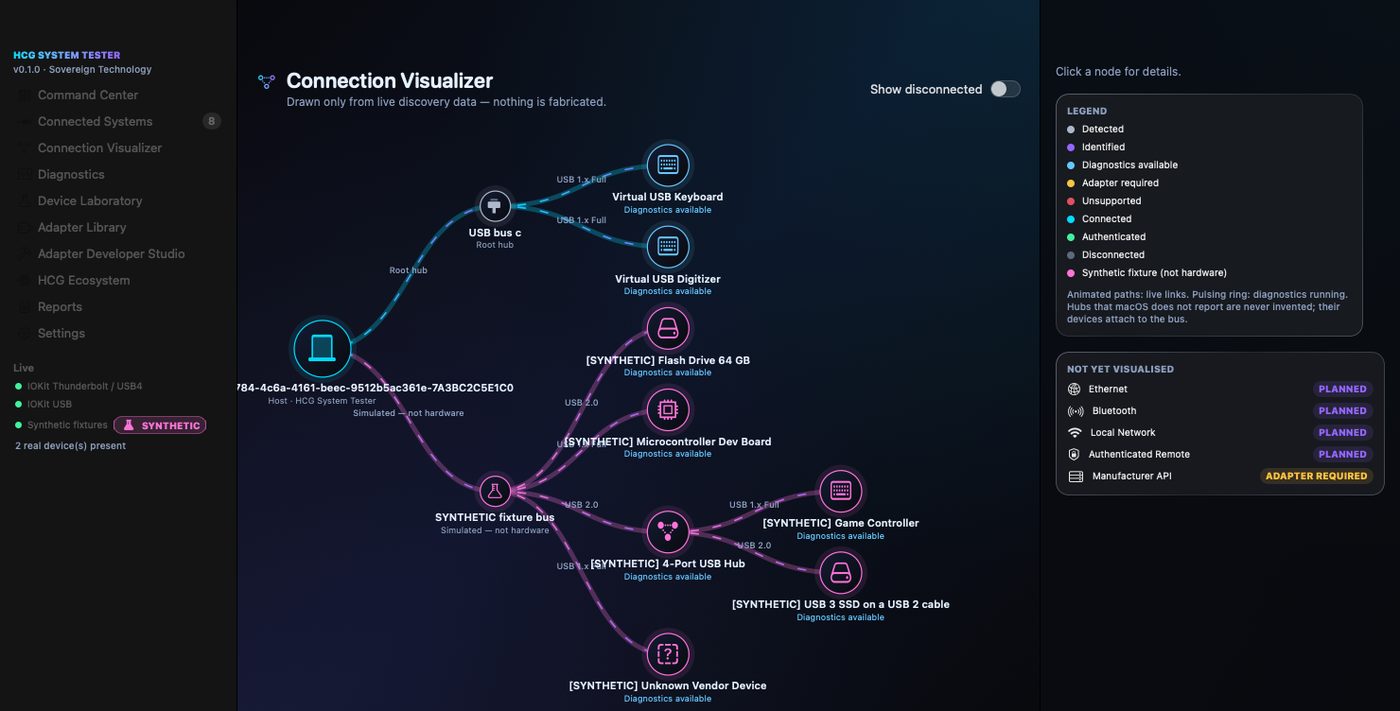 HCG SYSTEM TESTER
v0.1.0 · Sovereign Technology
Command Center
Connected Systems
8
Connection Visualizer
Diagnostics
Device Laboratory
Adapter Library
Adapter Developer Studio
HCG Ecosystem
Reports
Settings
Live
IOKit Thunderbolt / USB4
IOKit USB
Synthetic fixtures
SYNTHETIC
2 real device(s) present
Connection Visualizer
Drawn only from live discovery data — nothing is fabricated.
Show disconnected
USB 1.x Full
Virtual USB Keyboard
Diagnostics available
USB bus c
Root hub
USB 1.x Full
Virtual USB Digitizer
Diagnostics available
Root hub
784-4c6a-4161-beec-9512b5ac361e-7A3BC2C5E1C0
Host · HCG System Tester
Simulated — not hardware
[SYNTHETIC] Flash Drive 64 GB
Diagnostics available
USB 2.0
[SYNTHETIC] Microcontroller Dev Board
Diagnostics available
SYNTHETIC fixture bus
Simulated — not hardware
USB 2.0
[SYNTHETIC] 4-Port USB Hub
Diagnostics available
USB 1.x Full
[SYNTHETIC] Game Controller
Diagnostics available
USB 2.0
[SYNTHETIC] USB 3 SSD on a USB 2 cable
Diagnostics available
USB 1.x
[SYNTHETIC] Unknown Vendor Device
Diagnostics available
Click a node for details.
LEGEND
Detected
Identified
Diagnostics available
Adapter required
Unsupported
Connected
Authenticated
Disconnected
Synthetic fixture (not hardware)
Animated paths: live links. Pulsing ring: diagnostics running.
Hubs that macOS does not report are never invented; their
devices attach to the bus.
NOT YET VISUALISED
Ethernet
PLANNED
Bluetooth
PLANNED
Local Network
PLANNED
Authenticated Remote
PLANNED
Manufacturer API
ADAPTER REQUIRED